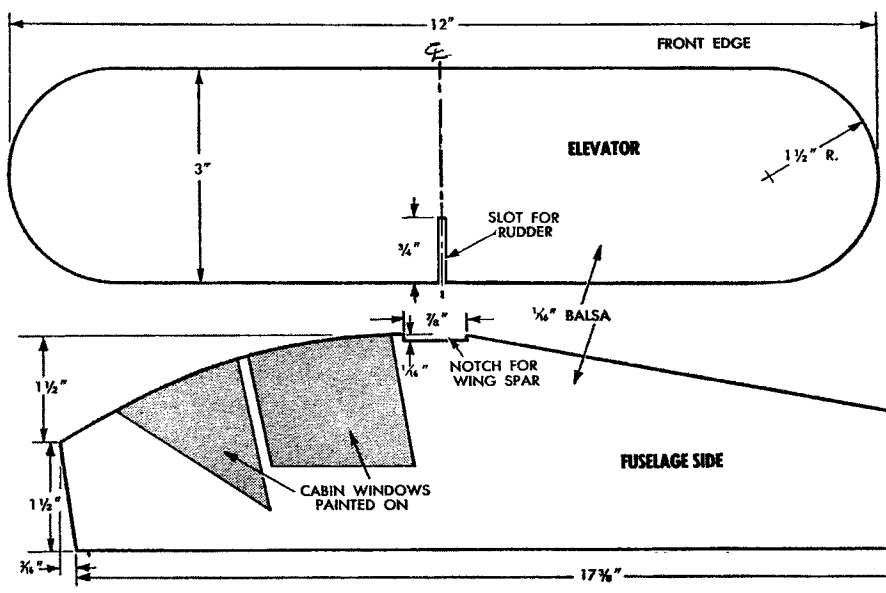 12"
℄
FRONT EDGE
3"
ELEVATOR
1½" R.
SLOT FOR
RUDDER
¾"
⅞"
1/16" BALSA
1/16"
NOTCH FOR
WING SPAR
1½"
FUSELAGE SIDE
CABIN WINDOWS
PAINTED ON
1½"
3/16"
17⅜"